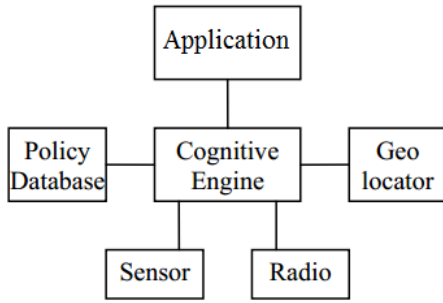 Application
Policy
Database
Cognitive
Engine
Geo
locator
Sensor
Radio